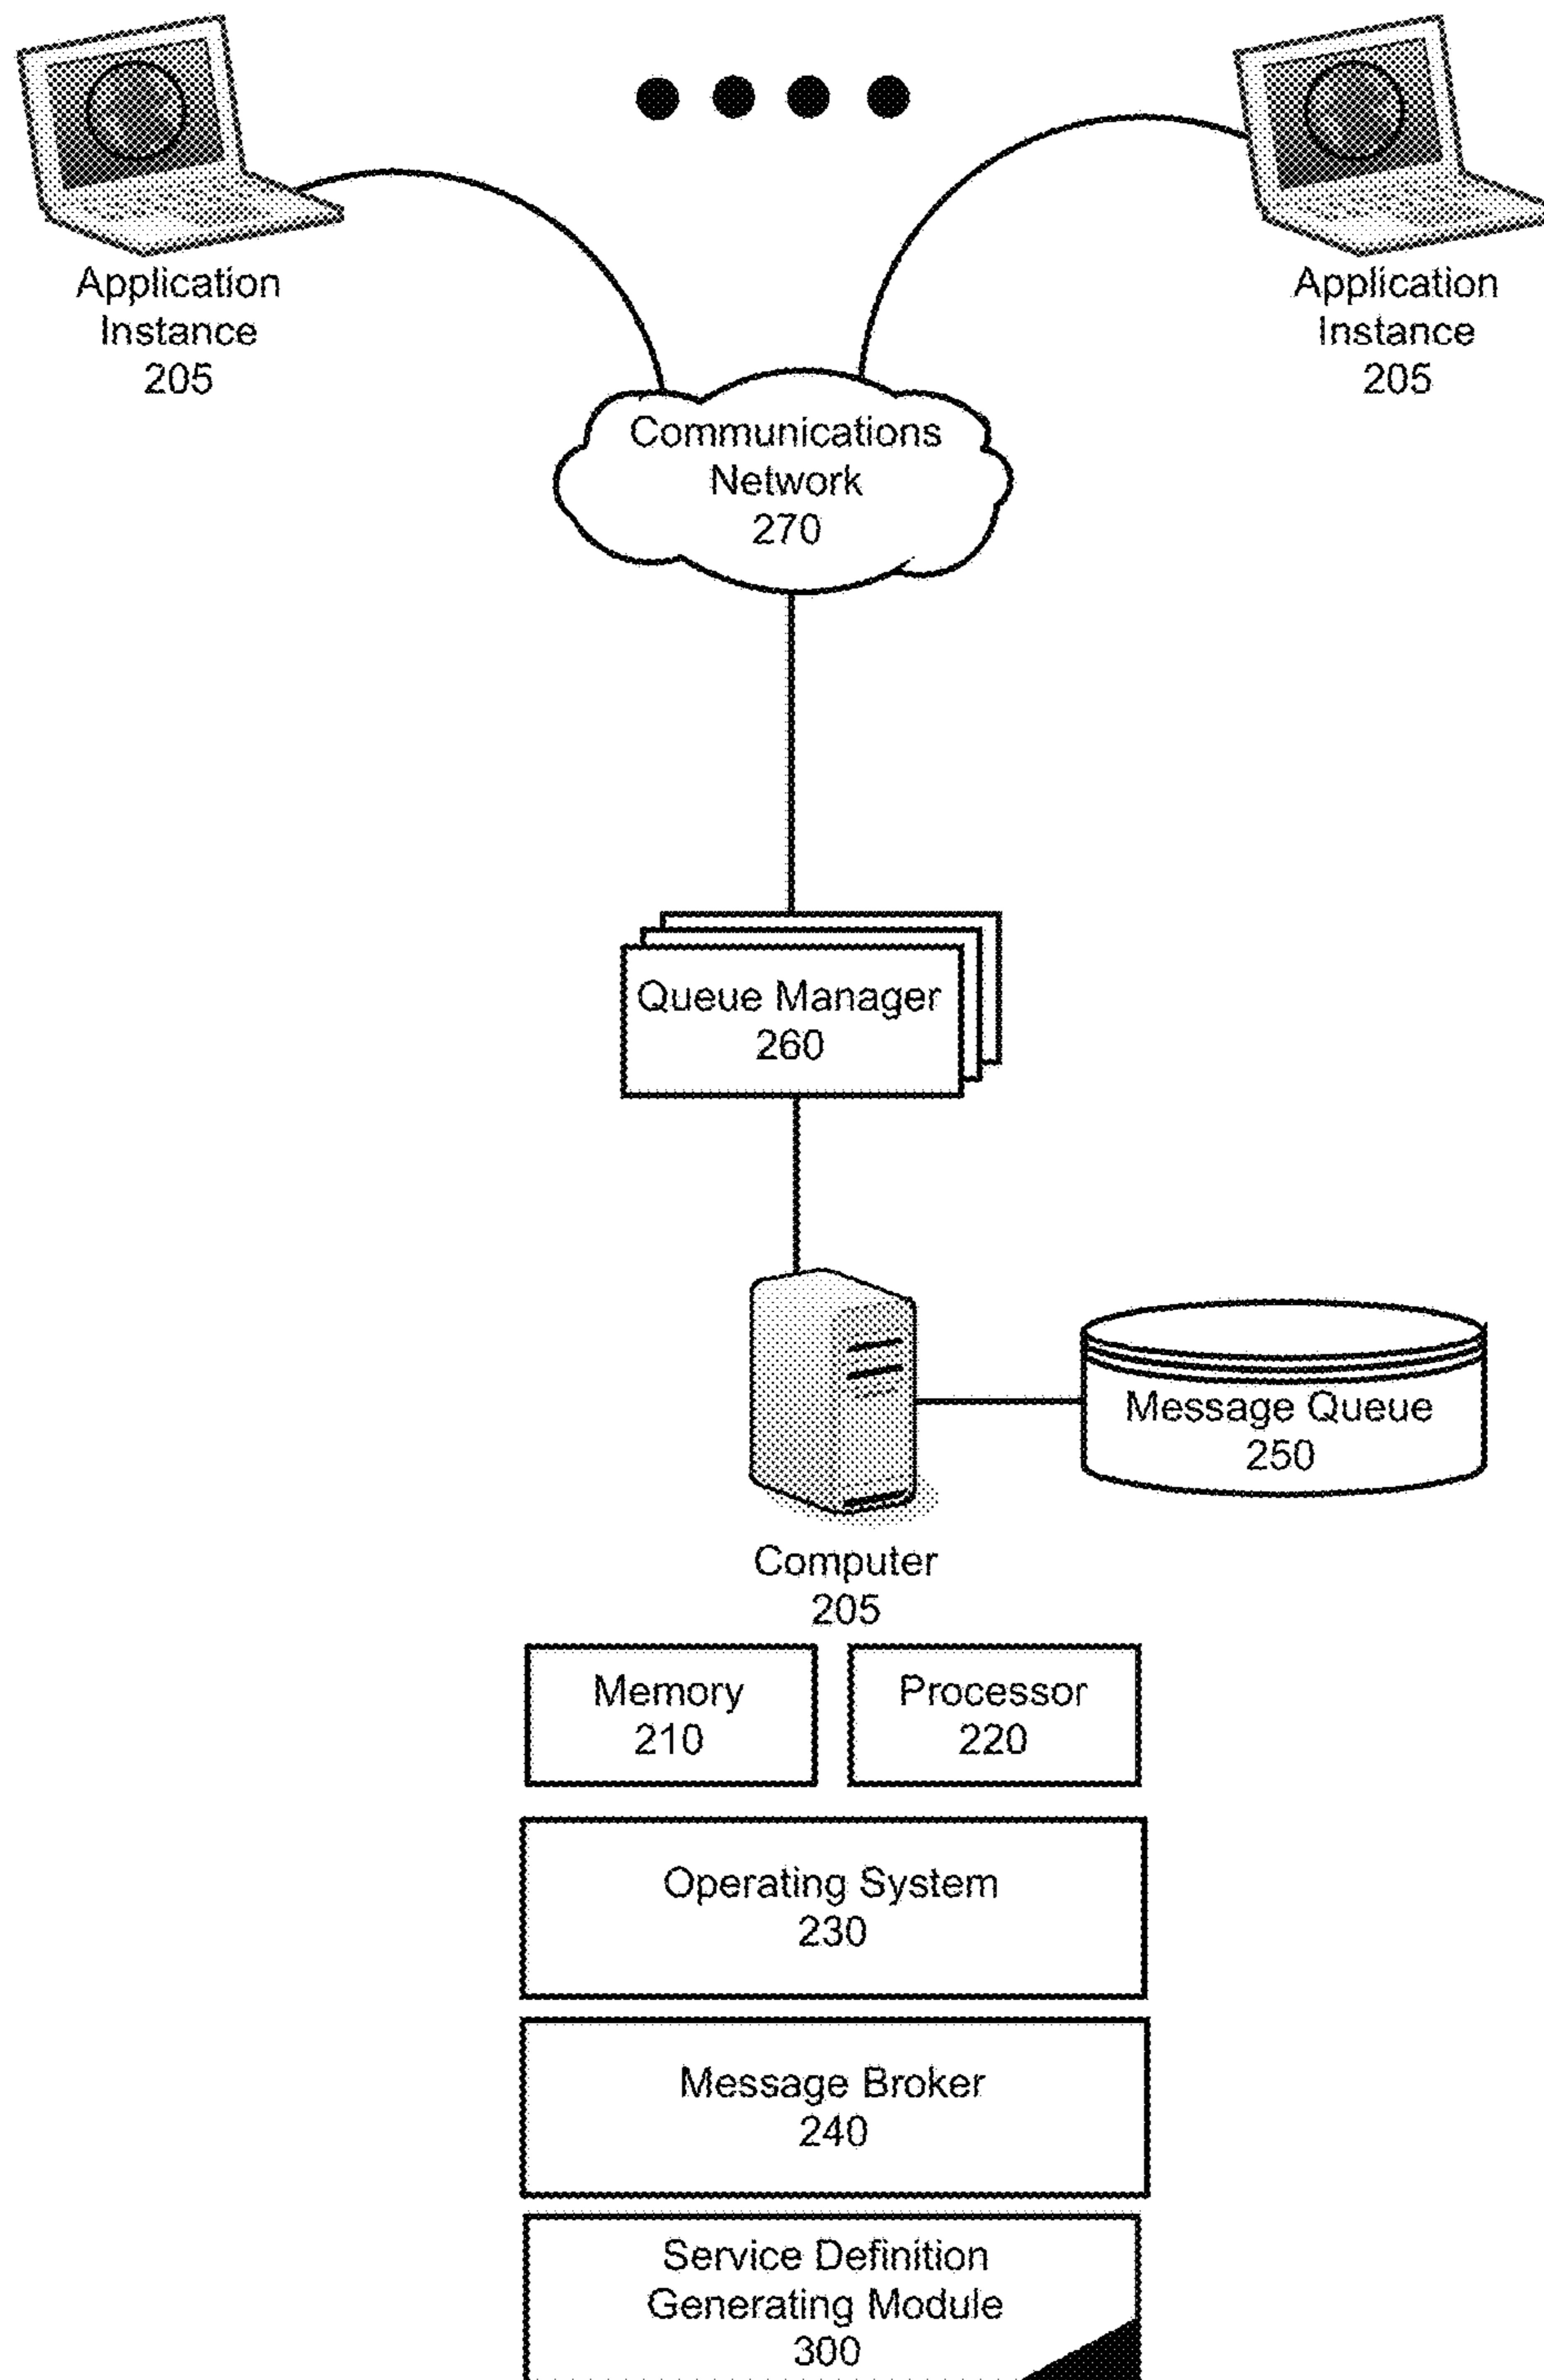 Application
Instance
205
Application
Instance
205
Communications
Network
270
Queue Manager
260
Message Queue
250
Computer
205
Memory
210
Processor
220
Operating System
230
Message Broker
240
Service Definition
Generating Module
300